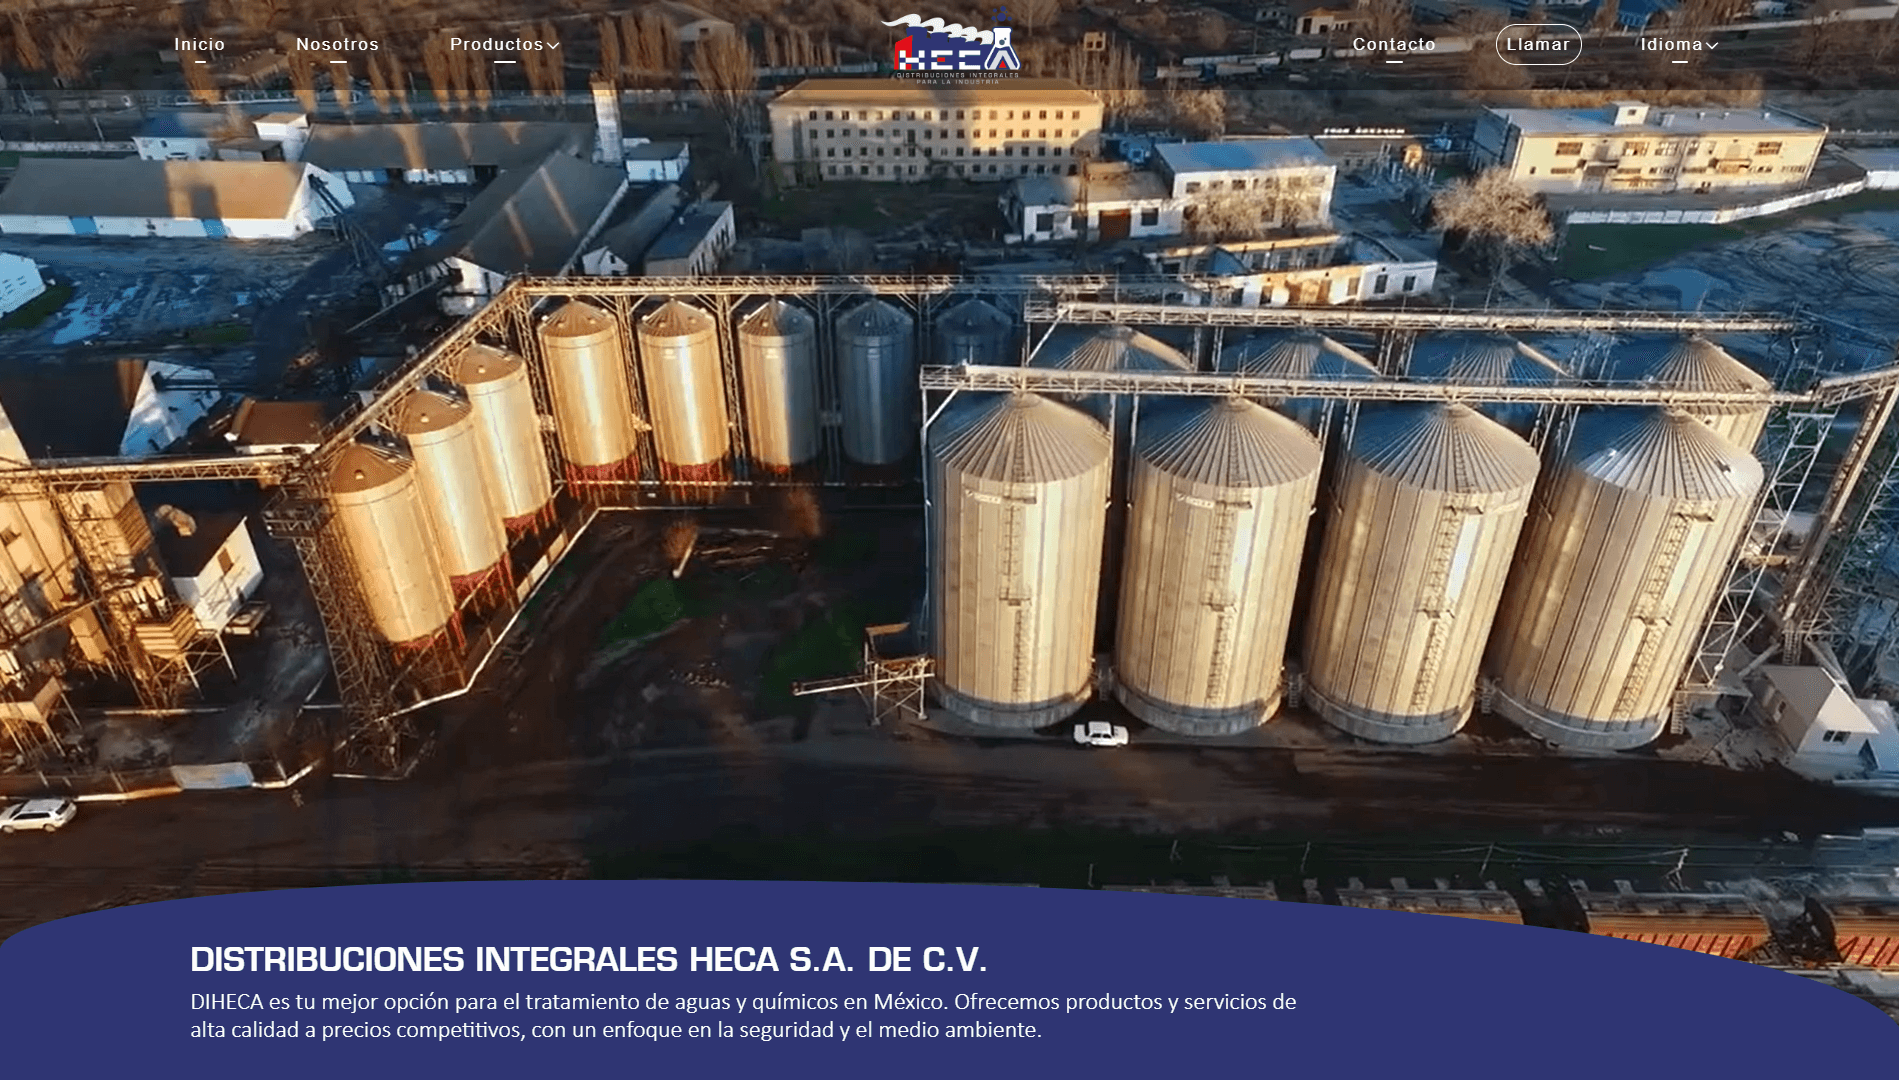 Inicio
Nosotros
Productos
HECA
DISTRIBUCIONES INTEGRALES
PARA LA INDUSTRIA
Contacto
Llamar
Idioma
DISTRIBUCIONES INTEGRALES HECA S.A. DE C.V.
DIHECA es tu mejor opción para el tratamiento de aguas y químicos en México. Ofrecemos productos y servicios de
alta calidad a precios competitivos, con un enfoque en la seguridad y el medio ambiente.